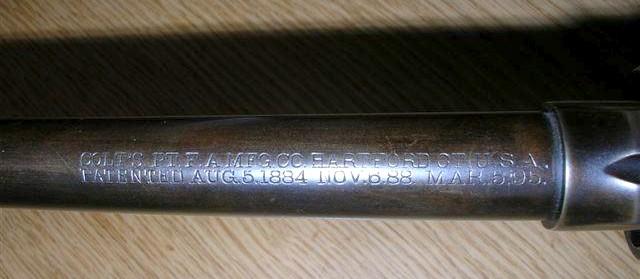 COLT'S PT. F. A. MFG. CO. HARTFORD CT. U.S.A.
PATENTED AUG. 5. 1884 NOV. 6. 88. MAR. 5. 95.